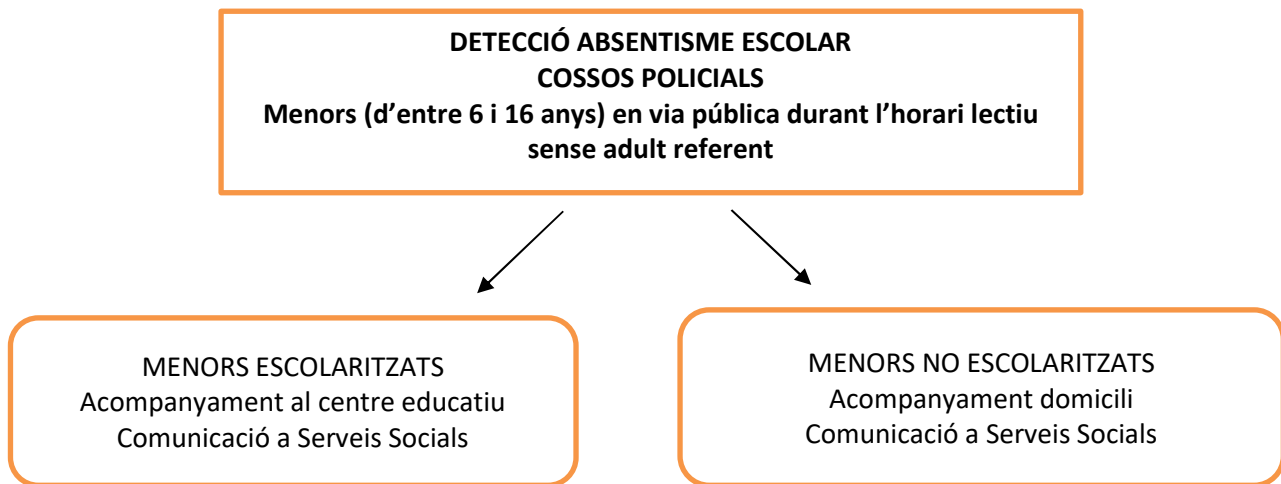 DETECCIÓ ABSENTISME ESCOLAR
COSSOS POLICIALS
Menors (d’entre 6 i 16 anys) en via pública durant l’horari lectiu
sense adult referent
MENORS ESCOLARITZATS
Acompanyament al centre educatiu
Comunicació a Serveis Socials
MENORS NO ESCOLARITZATS
Acompanyament domicili
Comunicació a Serveis Socials